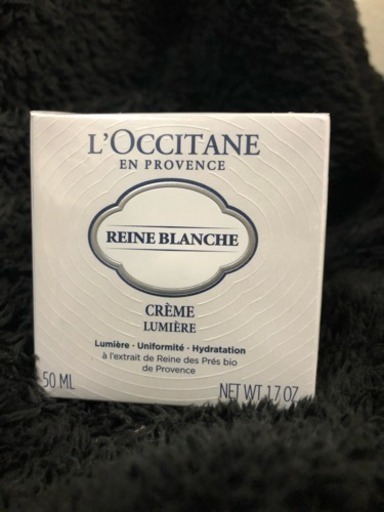 L'OCCITANE
EN PROVENCE
REINE BLANCHE
CRÈME
LUMIÈRE
Lumière · Uniformité · Hydratation
à l'extrait de Reine des Prés bio
de Provence
50 ML NET WT 1.7 OZ.